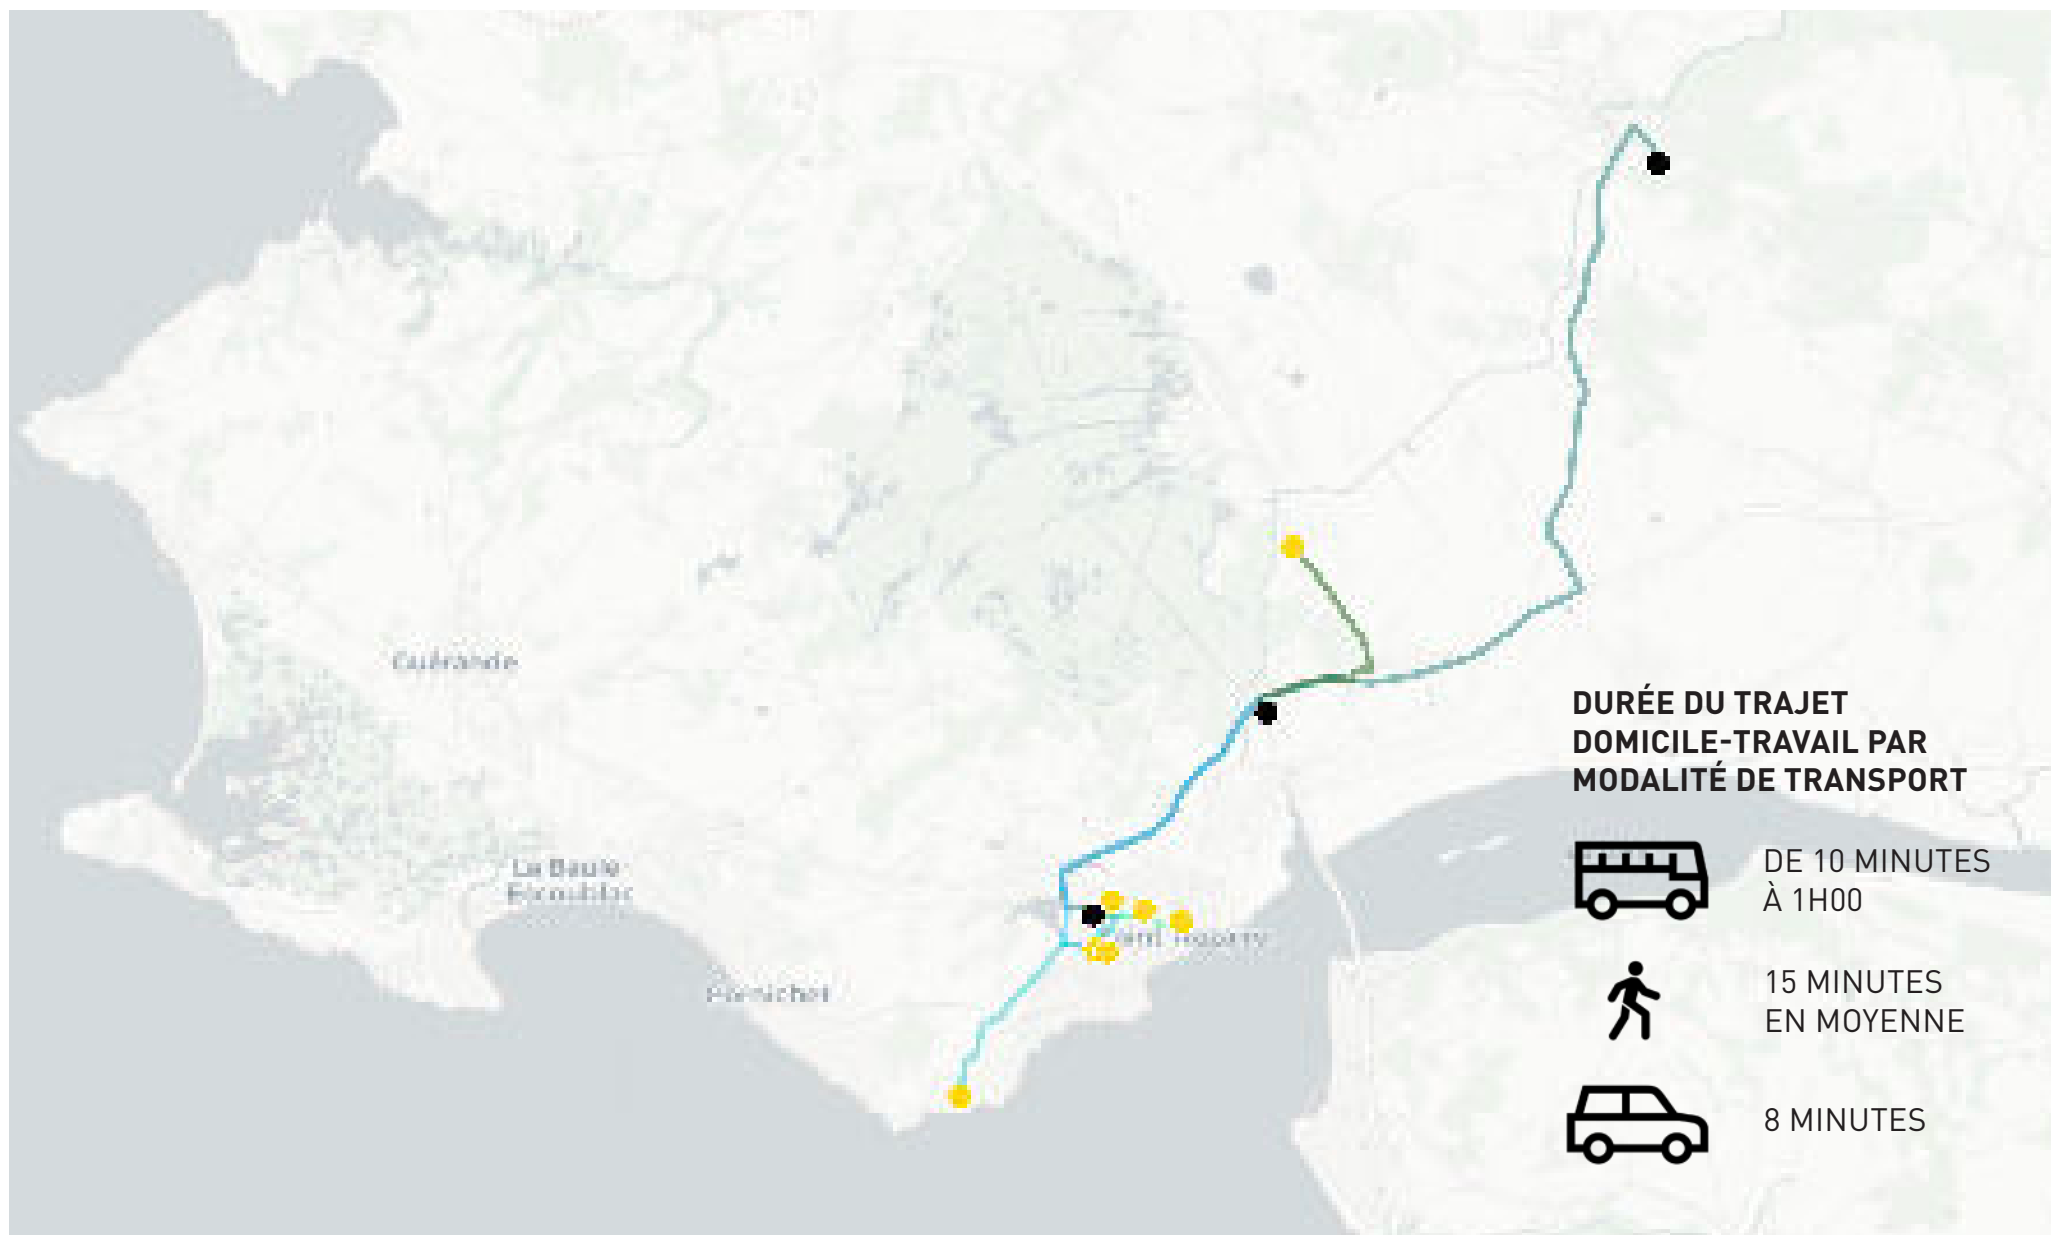 Guérande
La Baule
Escoublac
Pornichet
DURÉE DU TRAJET
DOMICILE-TRAVAIL PAR
MODALITÉ DE TRANSPORT
DE 10 MINUTES
À 1H00
15 MINUTES
EN MOYENNE
8 MINUTES